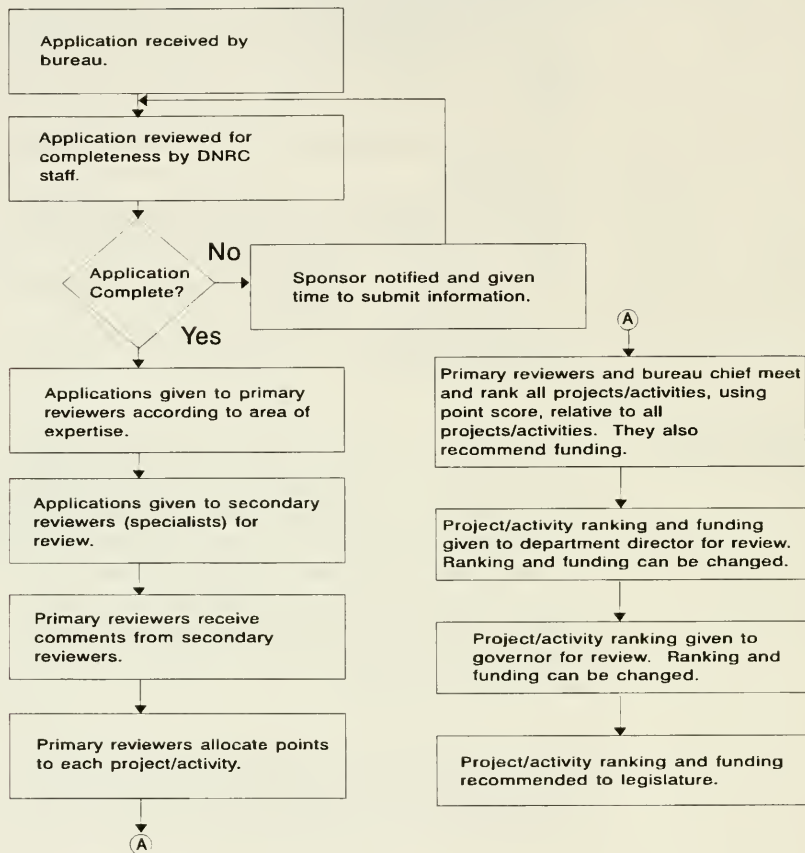 Application received by
bureau.
Application reviewed for
completeness by DNRC
staff.
Application
Complete?
No
Sponsor notified and given
time to submit information.
Yes
Applications given to primary
reviewers according to area of
expertise.
Applications given to secondary
reviewers (specialists) for
review.
Primary reviewers receive
comments from secondary
reviewers.
Primary reviewers allocate points
to each project/activity.
A
A
Primary reviewers and bureau chief meet
and rank all projects/activities, using
point score, relative to all
projects/activities. They also
recommend funding.
Project/activity ranking and funding
given to department director for review.
Ranking and funding can be changed.
Project/activity ranking given to
governor for review. Ranking and
funding can be changed.
Project/activity ranking and funding
recommended to legislature.